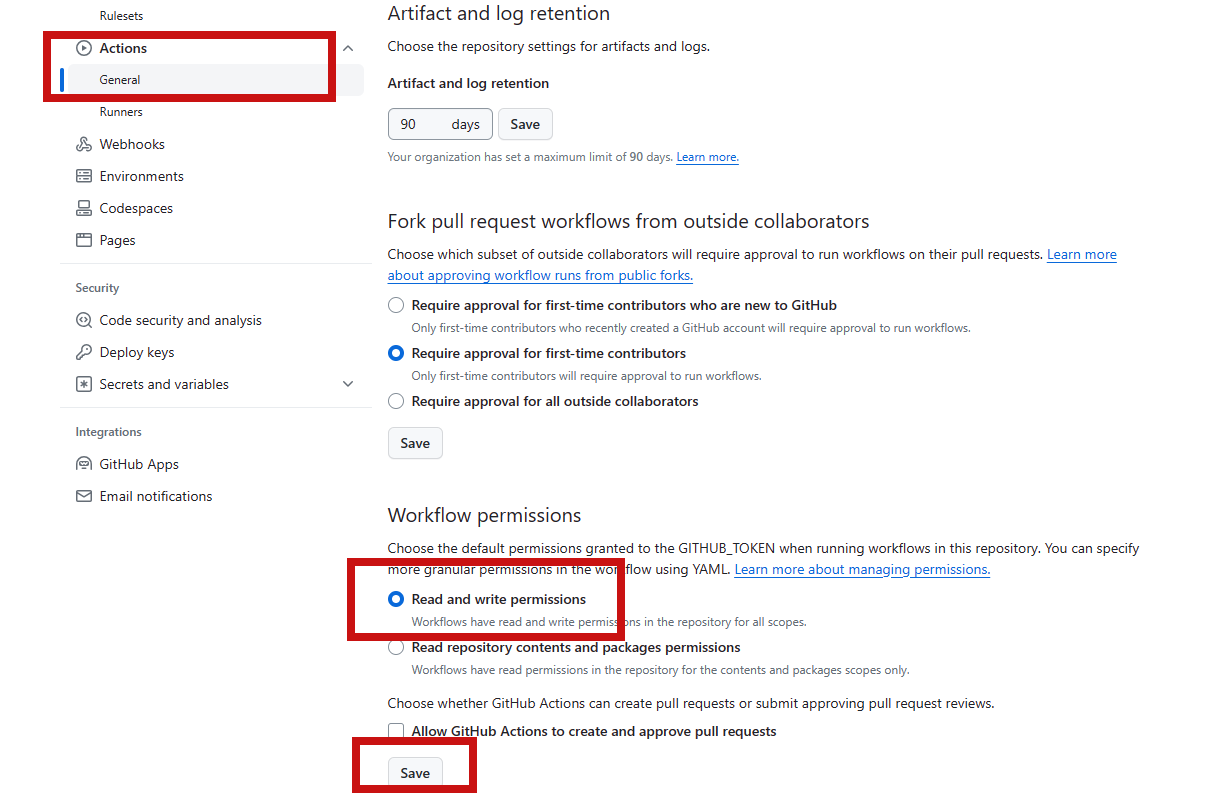 Rulesets
Actions
General
Runners
Webhooks
Environments
Codespaces
Pages
Security
Code security and analysis
Deploy keys
Secrets and variables
Integrations
GitHub Apps
Email notifications
Artifact and log retention
Choose the repository settings for artifacts and logs.
Artifact and log retention
90 days Save
Your organization has set a maximum limit of 90 days. Learn more.
Fork pull request workflows from outside collaborators
Choose which subset of outside collaborators will require approval to run workflows on their pull requests. Learn more
about approving workflow runs from public forks.
Require approval for first-time contributors who are new to GitHub
Only first-time contributors who recently created a GitHub account will require approval to run workflows.
Require approval for first-time contributors
Only first-time contributors will require approval to run workflows.
Require approval for all outside collaborators
Save
Workflow permissions
Choose the default permissions granted to the GITHUB_TOKEN when running workflows in this repository. You can specify
more granular permissions in the workflow using YAML. Learn more about managing permissions.
Read and write permissions
Workflows have read and write permissions in the repository for all scopes.
Read repository contents and packages permissions
Workflows have read permissions in the repository for the contents and packages scopes only.
Choose whether GitHub Actions can create pull requests or submit approving pull request reviews.
Allow GitHub Actions to create and approve pull requests
Save